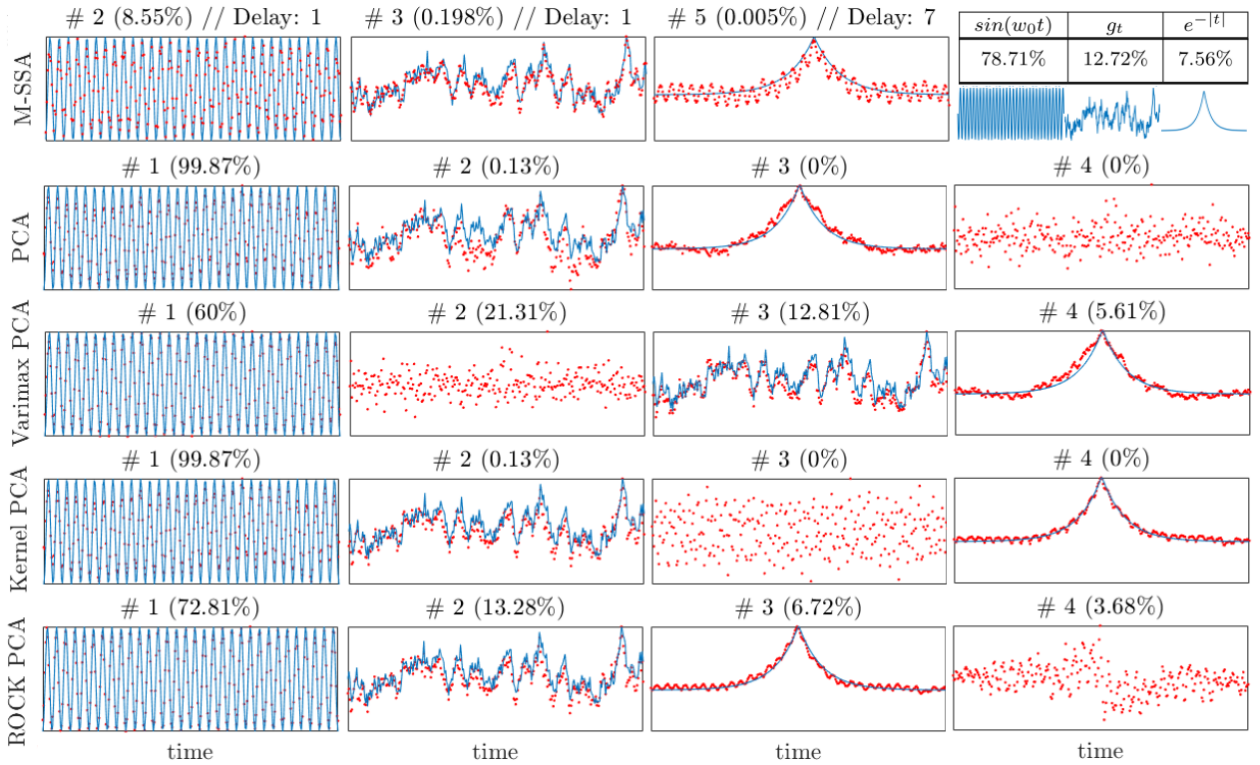 # 2 (8.55%) // Delay: 1
# 3 (0.198%) // Delay: 1
# 5 (0.005%) // Delay: 7
sin(w₀t) gₜ e^{−|t|}
78.71% 12.72% 7.56%
M-SSA
# 1 (99.87%)
# 2 (0.13%)
# 3 (0%)
# 4 (0%)
PCA
# 1 (60%)
# 2 (21.31%)
# 3 (12.81%)
# 4 (5.61%)
Varimax PCA
# 1 (99.87%)
# 2 (0.13%)
# 3 (0%)
# 4 (0%)
Kernel PCA
# 1 (72.81%)
# 2 (13.28%)
# 3 (6.72%)
# 4 (3.68%)
ROCK PCA
time
time
time
time